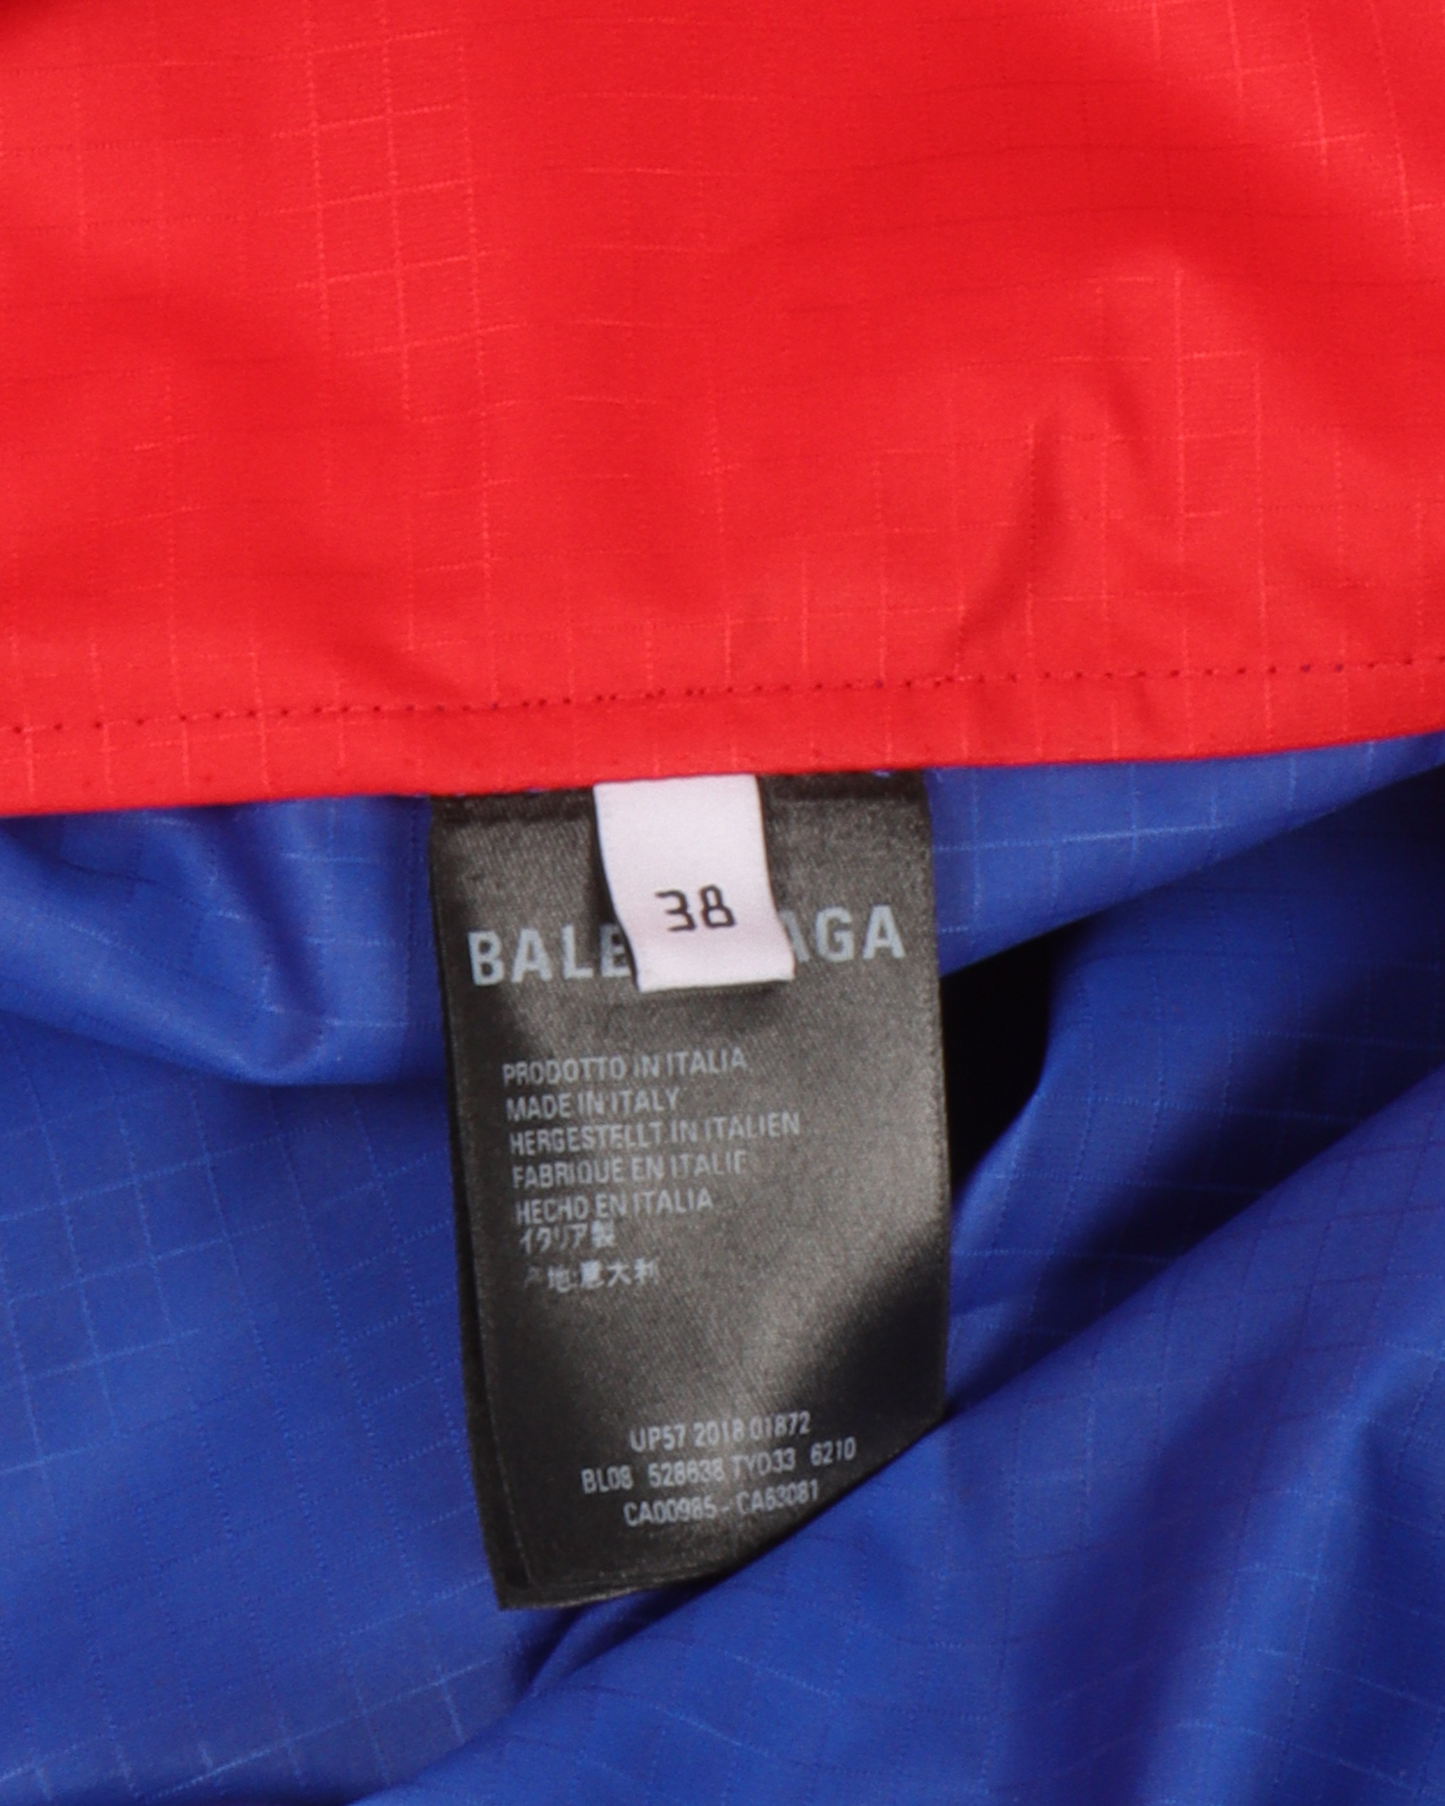 38
BALE AGA
PRODOTTO IN ITALIA
MADE IN ITALY
HERGESTELLT IN ITALIEN
FABRIQUE EN ITALIE
HECHO EN ITALIA
イタリア製
产地:意大利
UP57 2018 01872
BL08 528638 TYD33 6210
CA00985 - CA63081